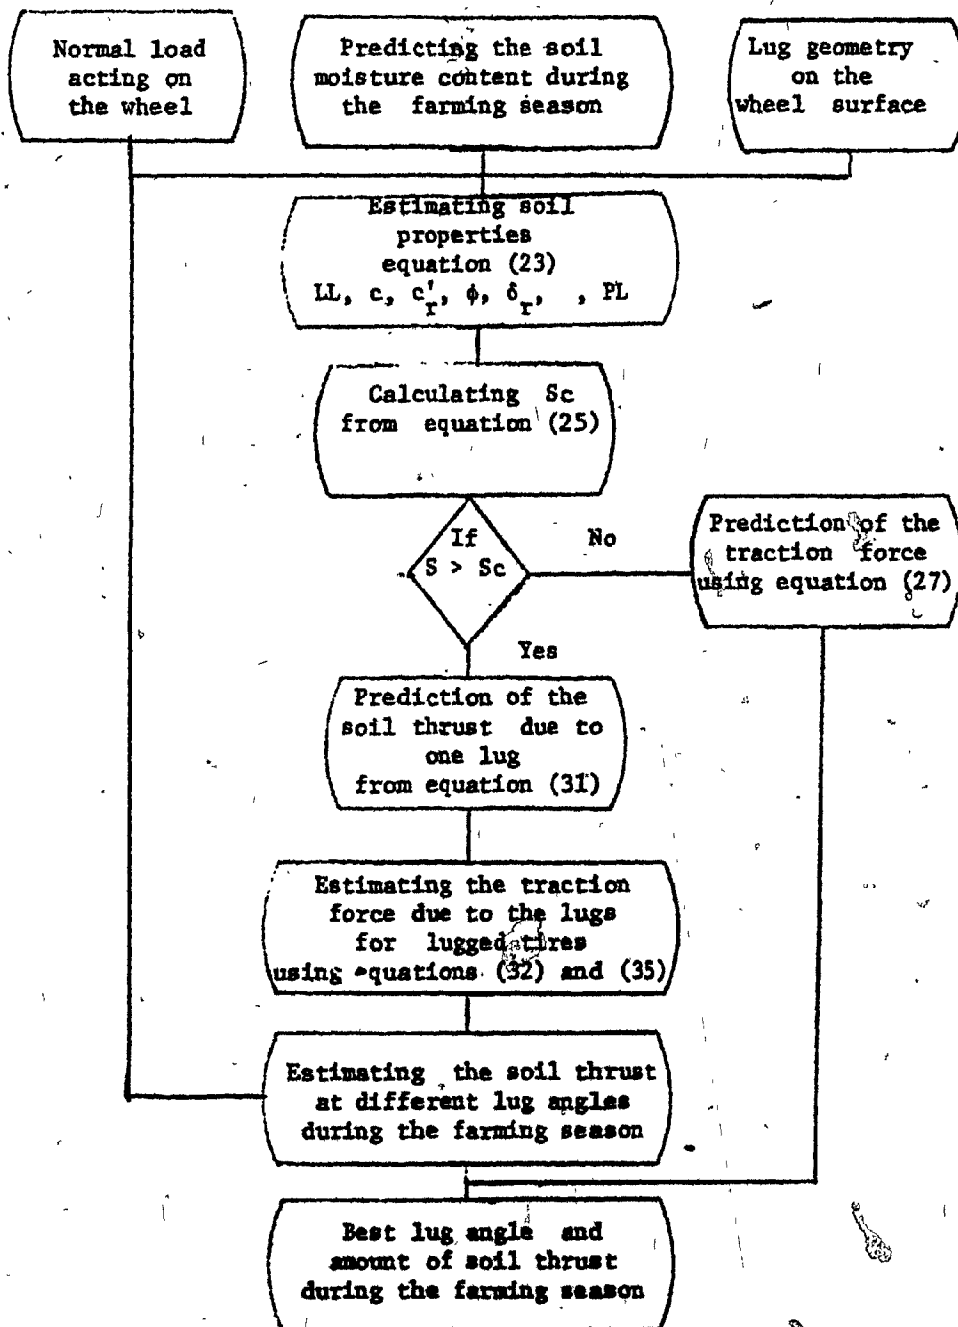 Normal load
acting on
the wheel
Predicting the soil
moisture content during
the farming season
Lug geometry
on the
wheel surface
Estimating soil
properties
equation (23)
LL, c, c'r, ϕ, δr, , PL
Calculating Sc
from equation (25)
If
S > Sc
No
Prediction of the
traction force
using equation (27)
Yes
Prediction of the
soil thrust due to
one lug
from equation (31)
Estimating the traction
force due to the lugs
for lugged tires
using equations (32) and (35)
Estimating the soil thrust
at different lug angles
during the farming season
Best lug angle and
amount of soil thrust
during the farming season